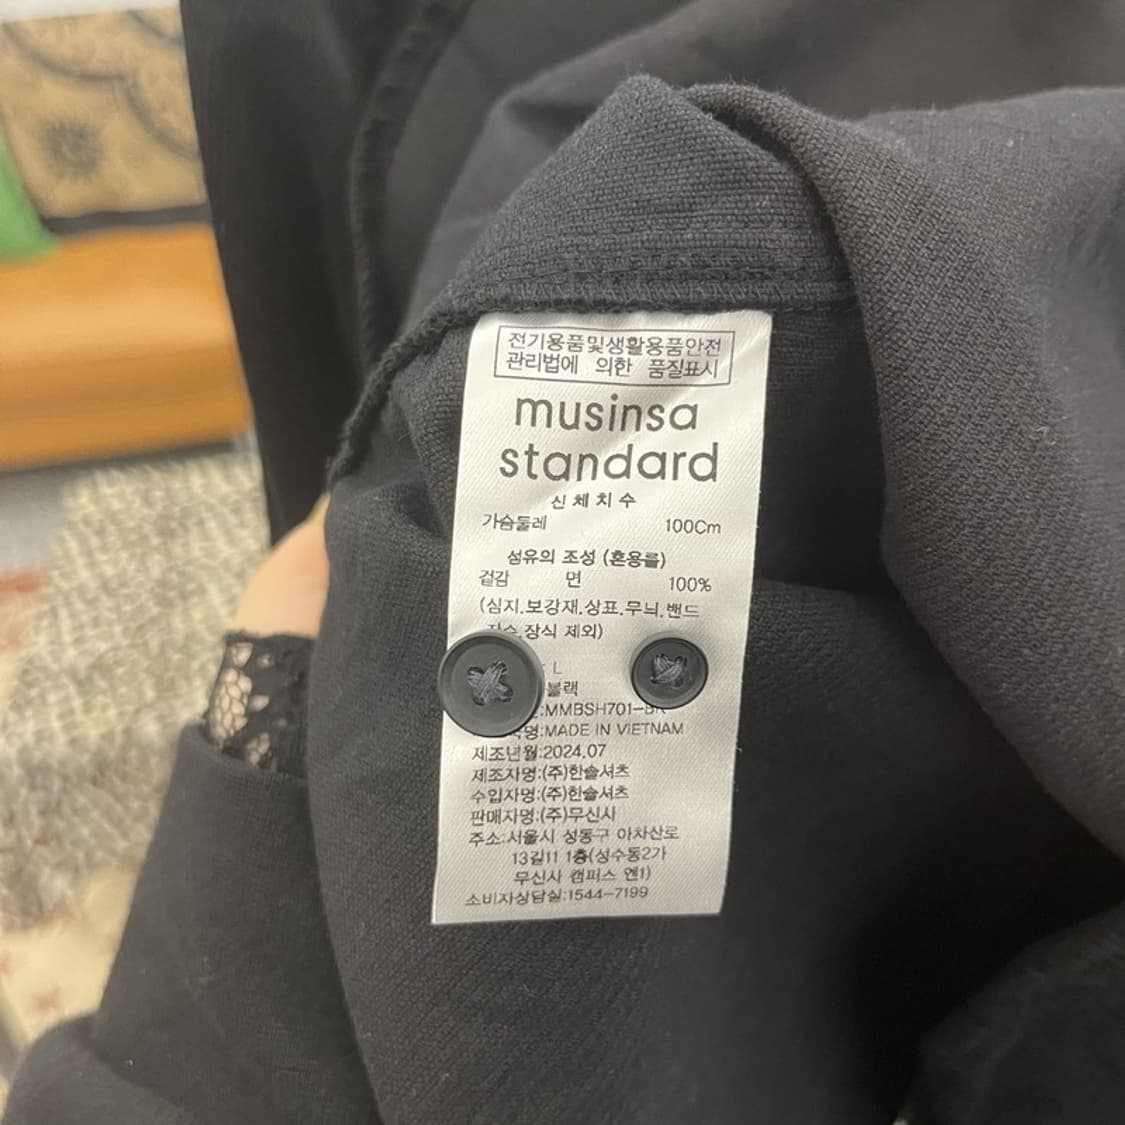 전기용품및생활용품안전
관리법에 의한 품질표시
musinsa
standard
신체치수
가슴둘레 100Cm
섬유의 조성 (혼용률)
겉감 면 100%
(심지.보강재.상표.무늬.밴드
장식 제외)
: L
블랙
:MMBSH701-BK
명:MADE IN VIETNAM
제조년월:2024.07
제조자명:(주)한솔셔츠
수입자명:(주)한솔셔츠
판매자명:(주)무신사
주소:서울시 성동구 아차산로
13길11 1층(성수동2가
무신사 캠퍼스 엔1)
소비자상담실:1544-7199